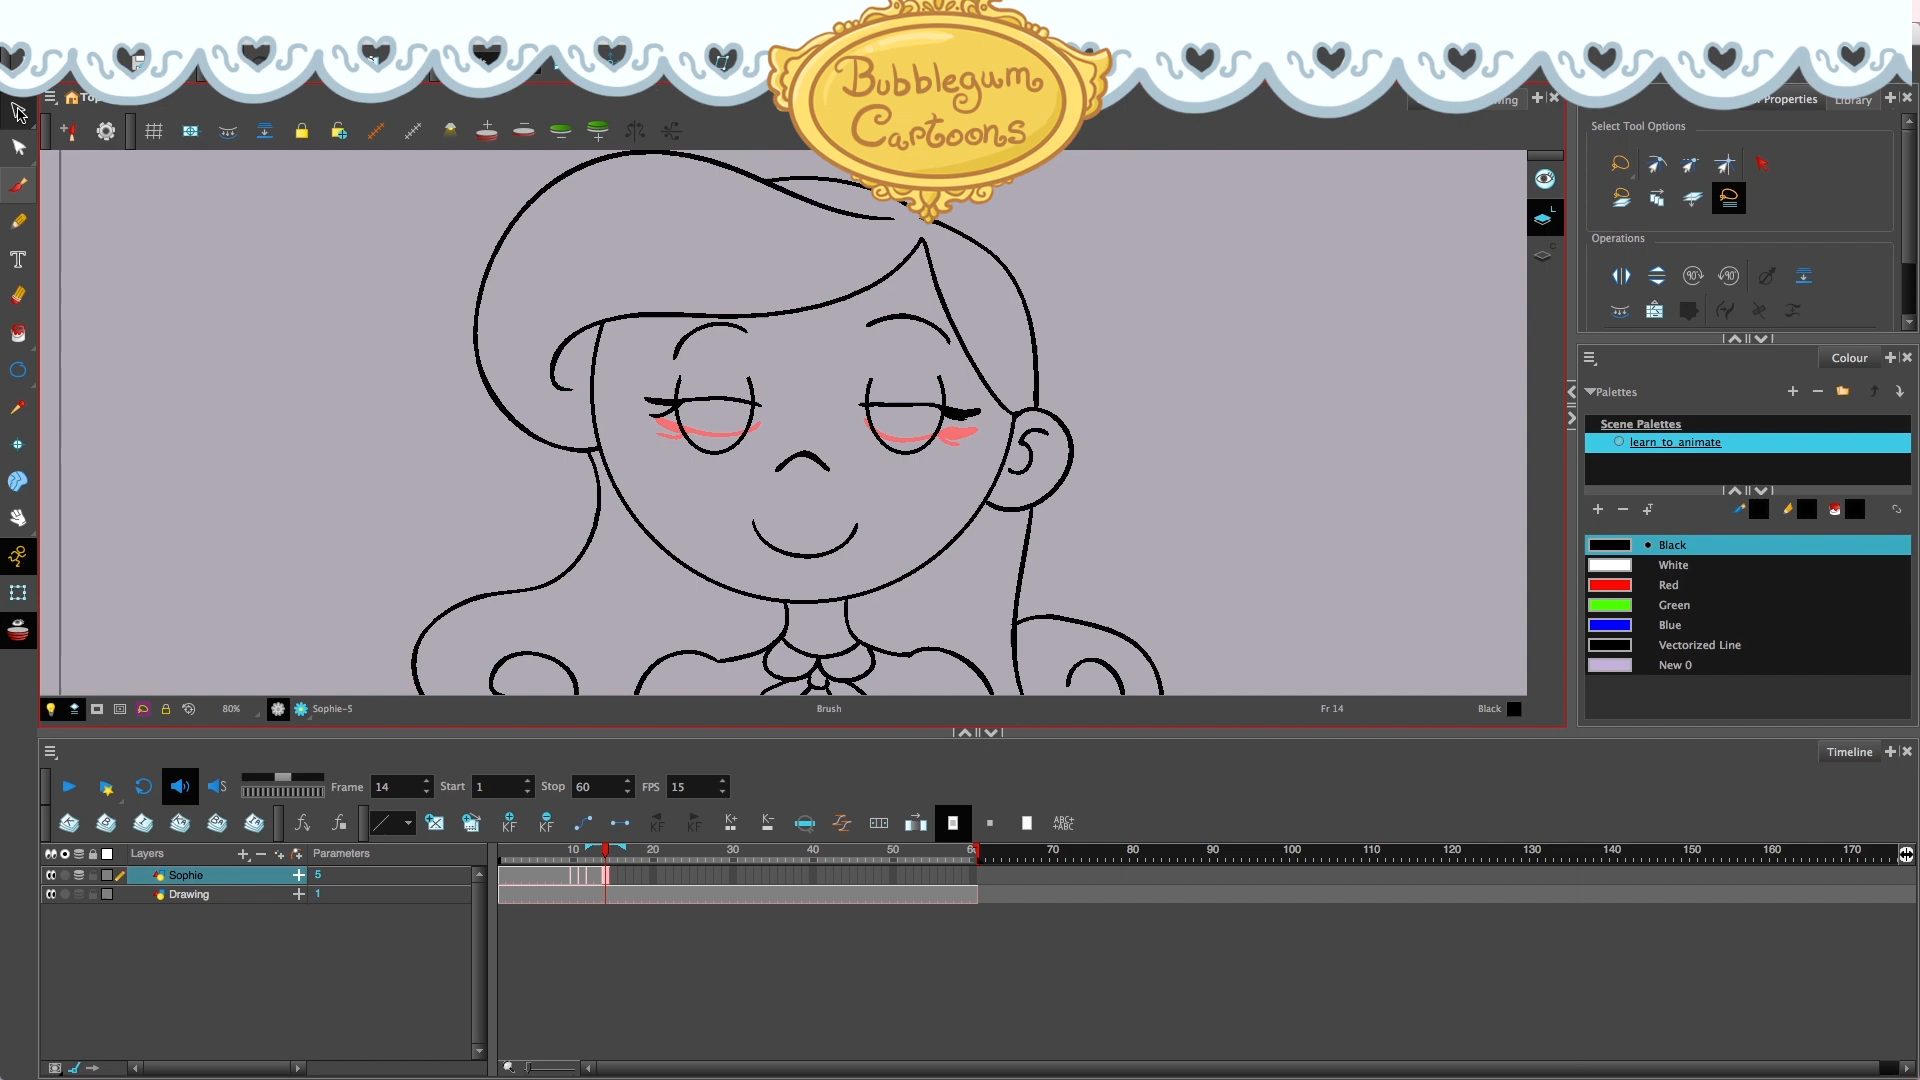 Bubblegum
Cartoons
Top
Properties
Library
Select Tool Options
Operations
Colour
Palettes
Scene Palettes
learn_to_animate
Black
White
Red
Green
Blue
Vectorized Line
New 0
80%
Sophie-5
Brush
Fr 14
Black
Timeline
Frame 14 Start 1 Stop 60 FPS 15
Layers
Parameters
10 20 30 40 50 70 80 90 100 110 120 130 140 150 160 170
Sophie 5
Drawing 1